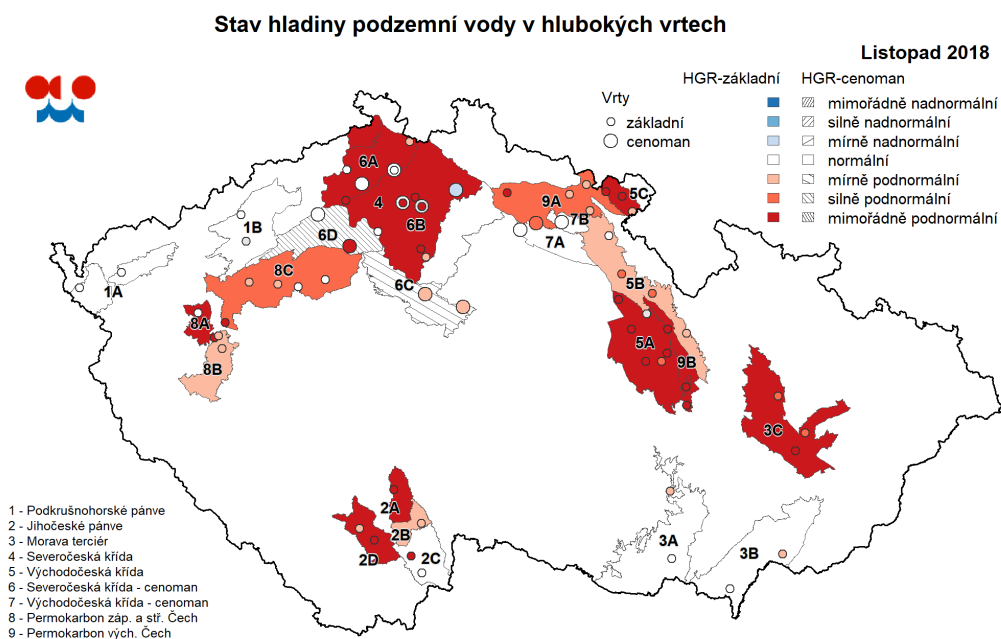 Stav hladiny podzemní vody v hlubokých vrtech
Listopad 2018
HGR-základní
HGR-cenoman
Vrty
základní
cenoman
mimořádně nadnormální
silně nadnormální
mírně nadnormální
normální
mírně podnormální
silně podnormální
mimořádně podnormální
6A
5C
9A
4
7B
6B
1B
6D
7A
8C
5B
6C
1A
8A
5A
9B
8B
3C
2A
2B
3A
3B
2C
2D
1 - Podkrušnohorské pánve
2 - Jihočeské pánve
3 - Morava terciér
4 - Severočeská křída
5 - Východočeská křída
6 - Severočeská křída - cenoman
7 - Východočeská křída - cenoman
8 - Permokarbon záp. a stř. Čech
9 - Permokarbon vých. Čech